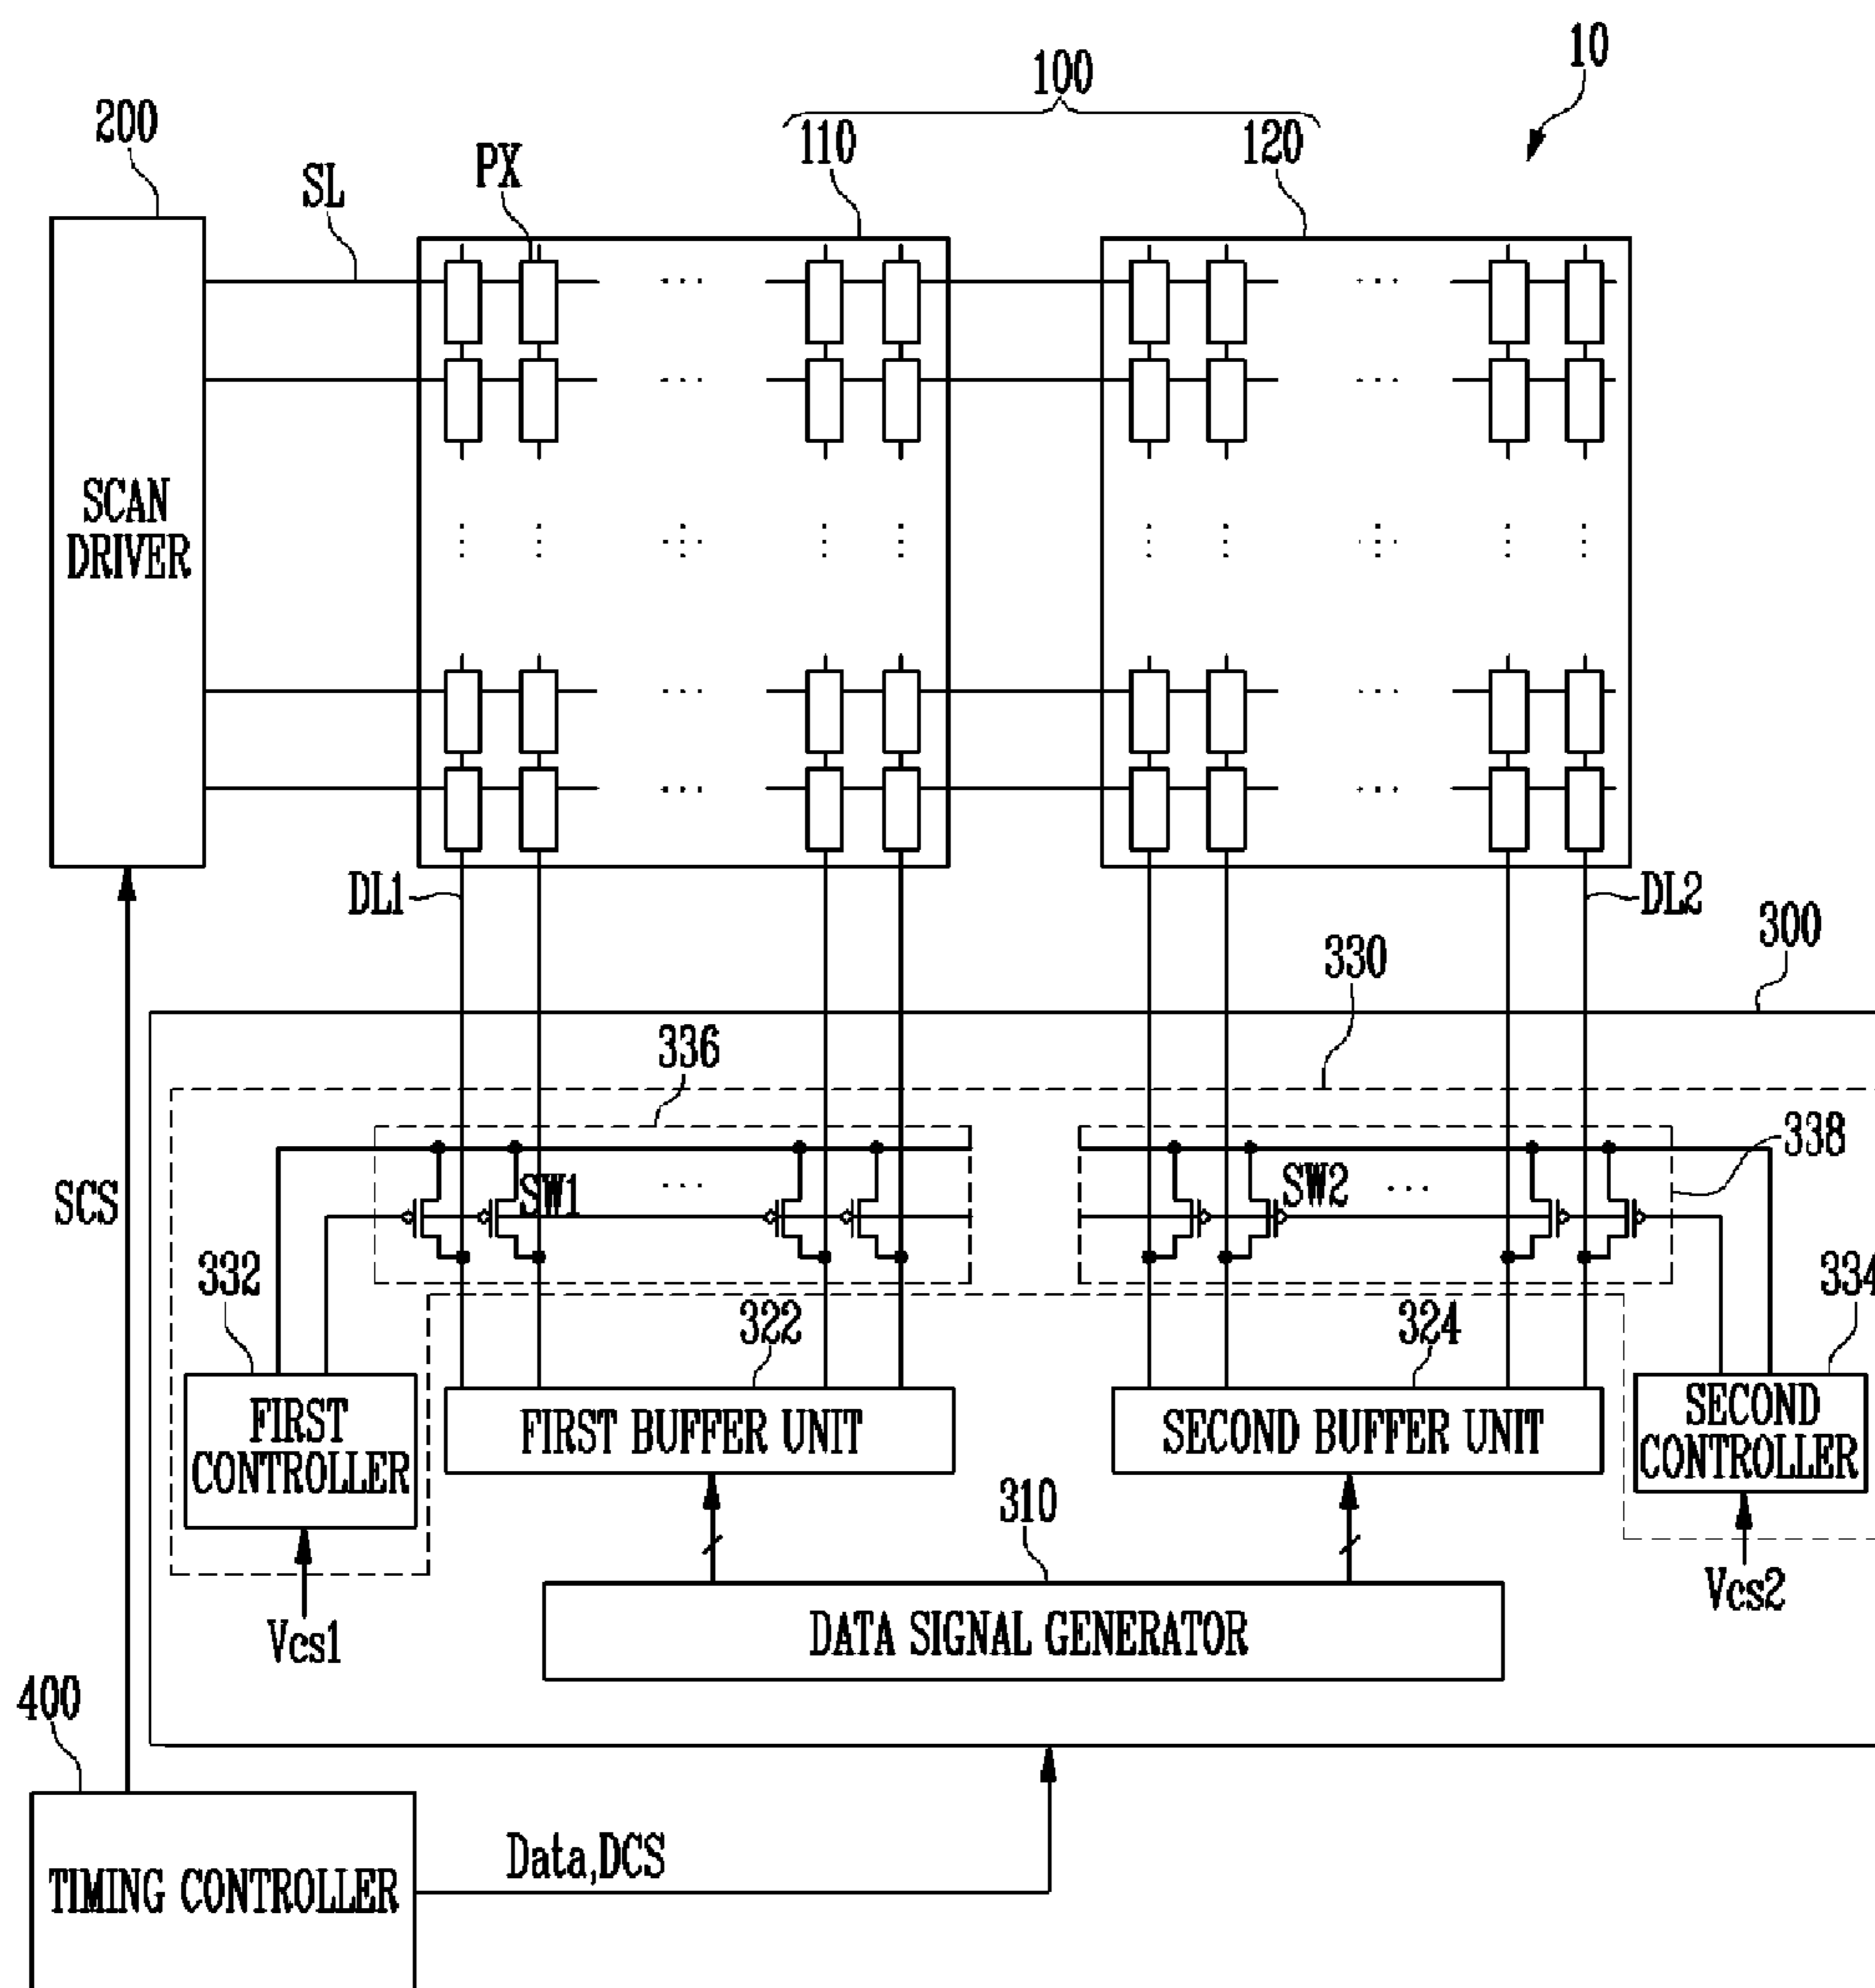 10
100
200
110
120
PX
SL
SCAN
DRIVER
DL1
DL2
300
330
336
338
SW1
SW2
SCS
332
334
322
324
FIRST
CONTROLLER
FIRST BUFFER UNIT
SECOND BUFFER UNIT
SECOND
CONTROLLER
310
Vcs1
Vcs2
DATA SIGNAL GENERATOR
400
Data,DCS
TIMING CONTROLLER